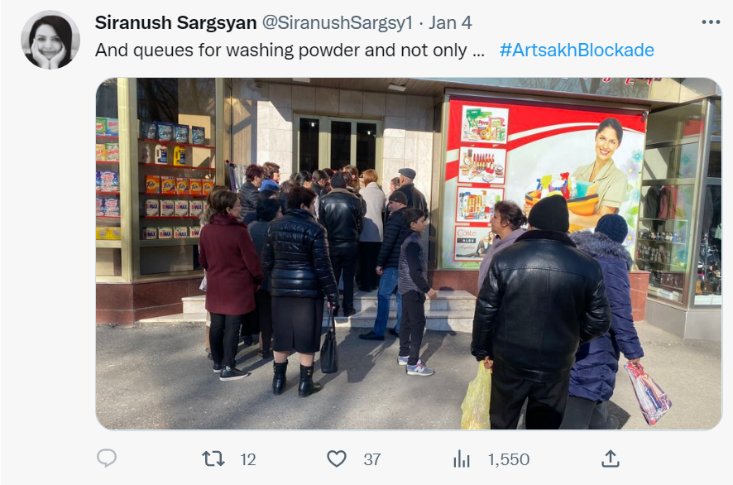 Siranush Sargsyan @SiranushSargsy1 · Jan 4
And queues for washing powder and not only ... #ArtsakhBlockade
12 37 1,550